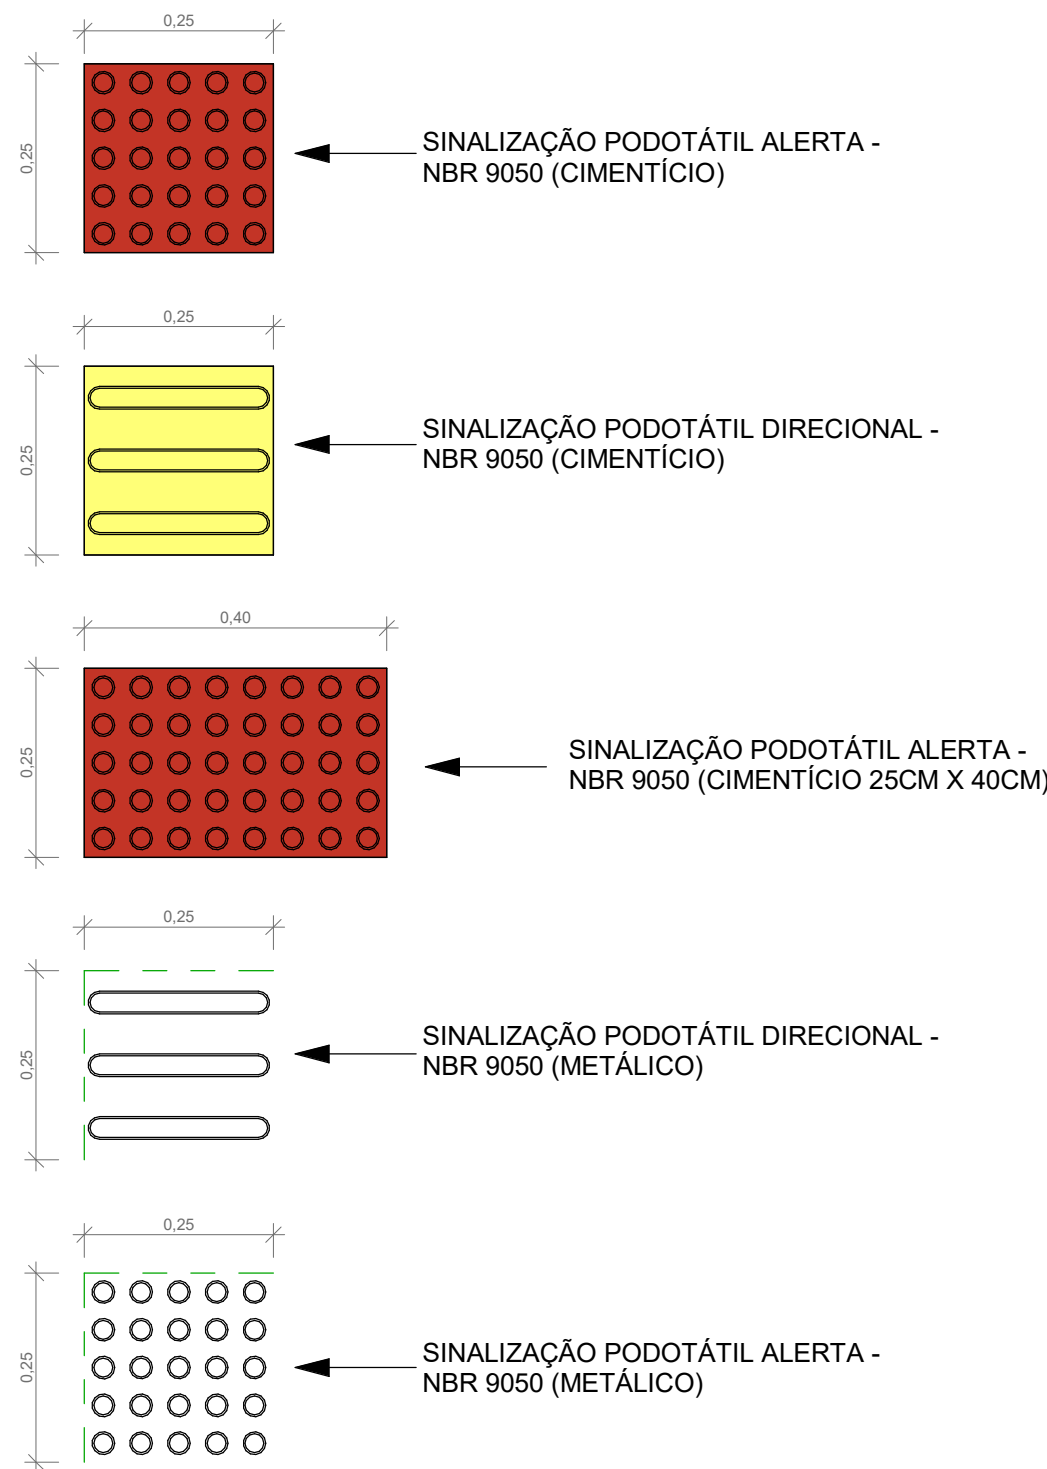 0,25
0,25
SINALIZAÇÃO PODOTÁTIL ALERTA -
NBR 9050 (CIMENTÍCIO)
0,25
0,25
SINALIZAÇÃO PODOTÁTIL DIRECIONAL -
NBR 9050 (CIMENTÍCIO)
0,40
0,25
SINALIZAÇÃO PODOTÁTIL ALERTA -
NBR 9050 (CIMENTÍCIO 25CM X 40CM)
0,25
0,25
SINALIZAÇÃO PODOTÁTIL DIRECIONAL -
NBR 9050 (METÁLICO)
0,25
0,25
SINALIZAÇÃO PODOTÁTIL ALERTA -
NBR 9050 (METÁLICO)